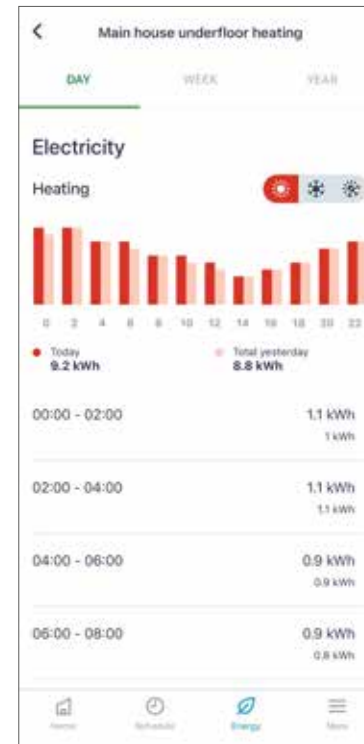 Main house underfloor heating
DAY WEEK YEAR
Electricity
Heating
0 2 4 6 8 10 12 14 16 18 20 22
Today Total yesterday
9.2 kWh 8.8 kWh
00:00 - 02:00 1.1 kWh
1 kWh
02:00 - 04:00 1.1 kWh
1.1 kWh
04:00 - 06:00 0.9 kWh
0.9 kWh
06:00 - 08:00 0.9 kWh
0.8 kWh
Home Schedule Energy More